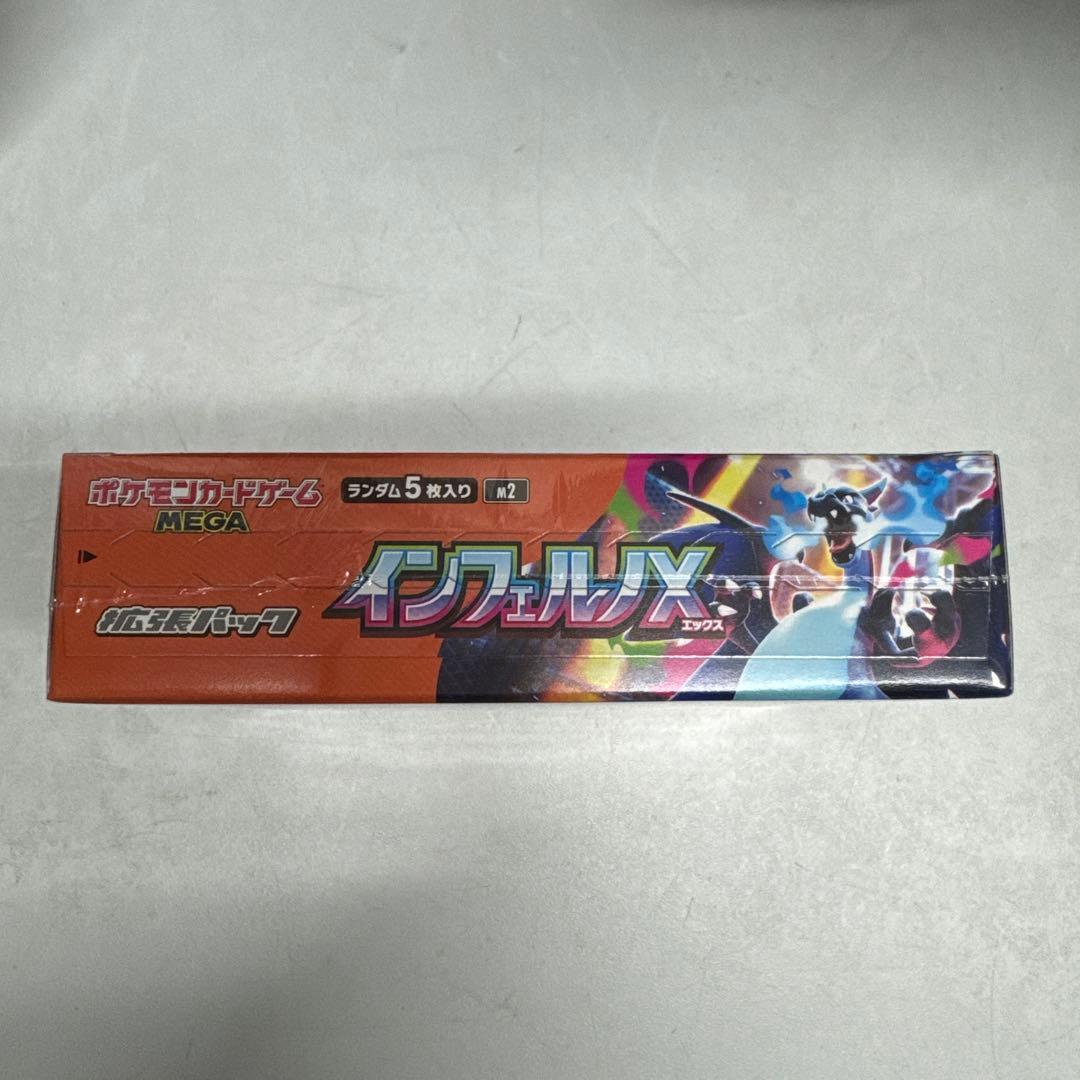 ポケモンカードゲーム
MEGA
ランダム5枚入り
M2
インフェルノX
エックス
拡張パック